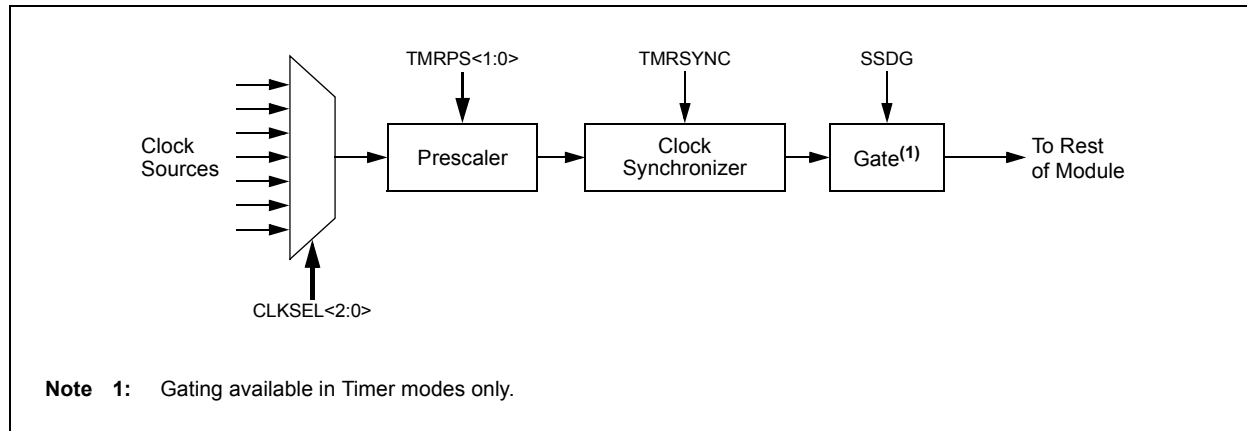 TMRPS<1:0>
TMRSYNC
SSDG
Clock
Sources
Prescaler
Clock
Synchronizer
Gate(1)
To Rest
of Module
CLKSEL<2:0>
Note 1: Gating available in Timer modes only.